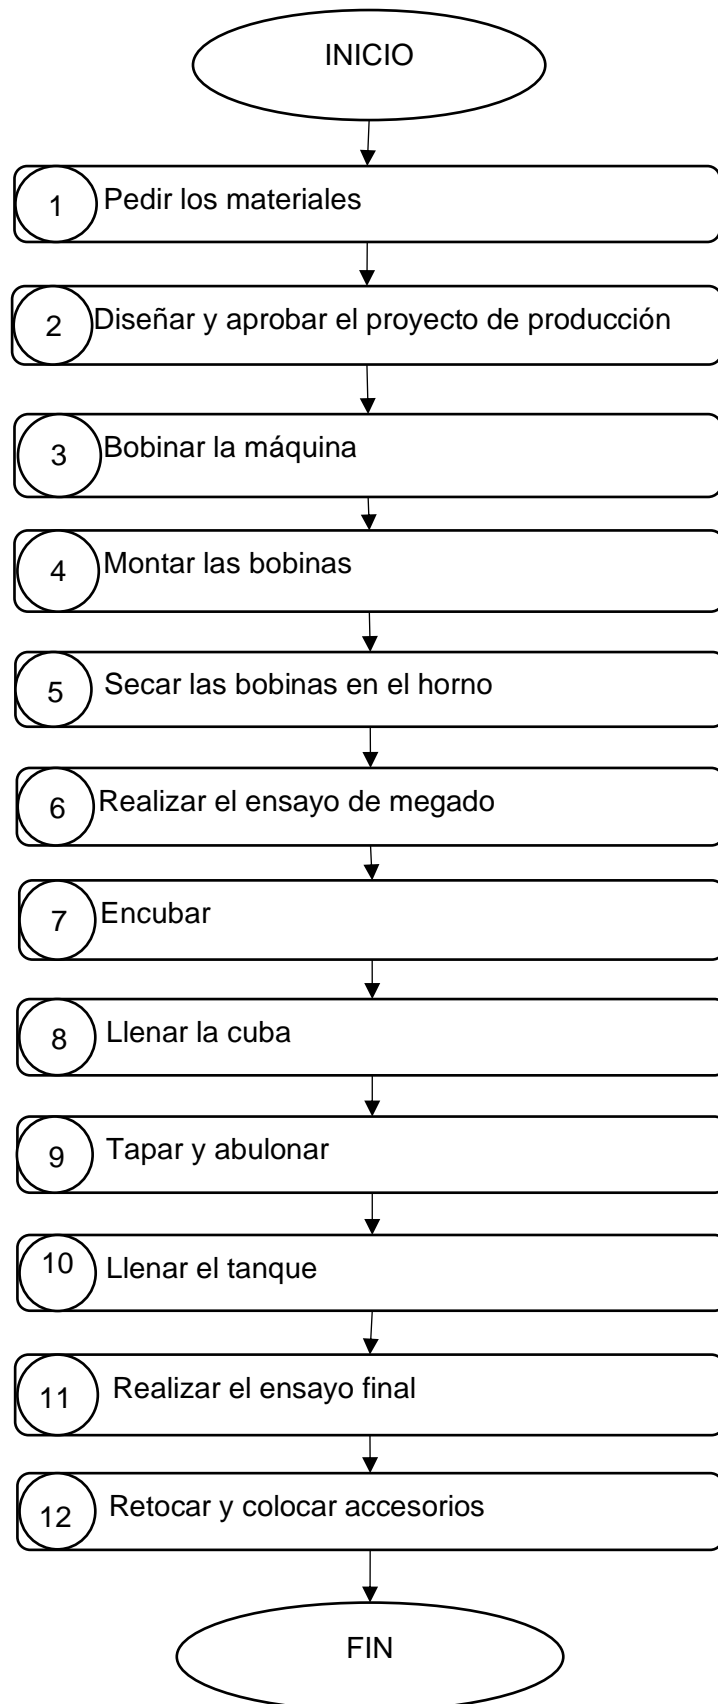 INICIO
1 Pedir los materiales
2 Diseñar y aprobar el proyecto de producción
3 Bobinar la máquina
4 Montar las bobinas
5 Secar las bobinas en el horno
6 Realizar el ensayo de megado
7 Encubar
8 Llenar la cuba
9 Tapar y abulonar
10 Llenar el tanque
11 Realizar el ensayo final
12 Retocar y colocar accesorios
FIN